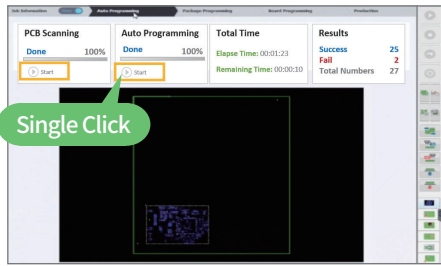 Job Information
Auto Programming
Package Programming
Board Programming
Production
PCB Scanning
Done 100%
Start
Auto Programming
Done 100%
Start
Total Time
Elapse Time: 00:01:23
Remaining Time: 00:00:10
Results
Success 25
Fail 2
Total Numbers 27
Single Click